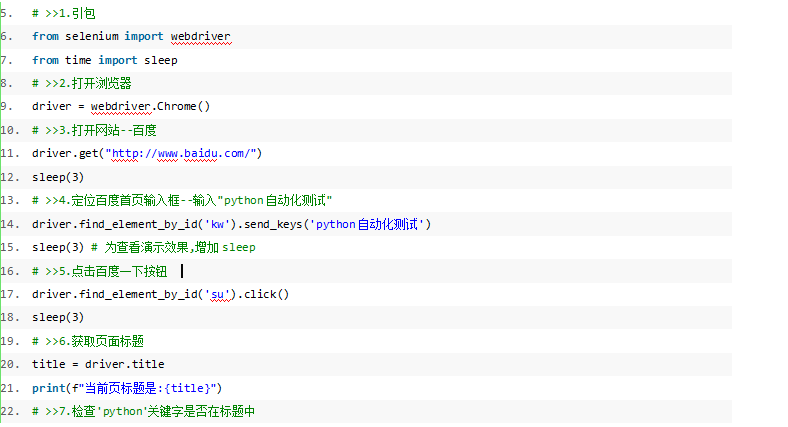 5. # >>1.引包
6. from selenium import webdriver
7. from time import sleep
8. # >>2.打开浏览器
9. driver = webdriver.Chrome()
10. # >>3.打开网站--百度
11. driver.get("http://www.baidu.com/")
12. sleep(3)
13. # >>4.定位百度首页输入框--输入"python自动化测试"
14. driver.find_element_by_id('kw').send_keys('python自动化测试')
15. sleep(3) # 为查看演示效果,增加 sleep
16. # >>5.点击百度一下按钮
17. driver.find_element_by_id('su').click()
18. sleep(3)
19. # >>6.获取页面标题
20. title = driver.title
21. print(f"当前页标题是:{title}")
22. # >>7.检查'python'关键字是否在标题中